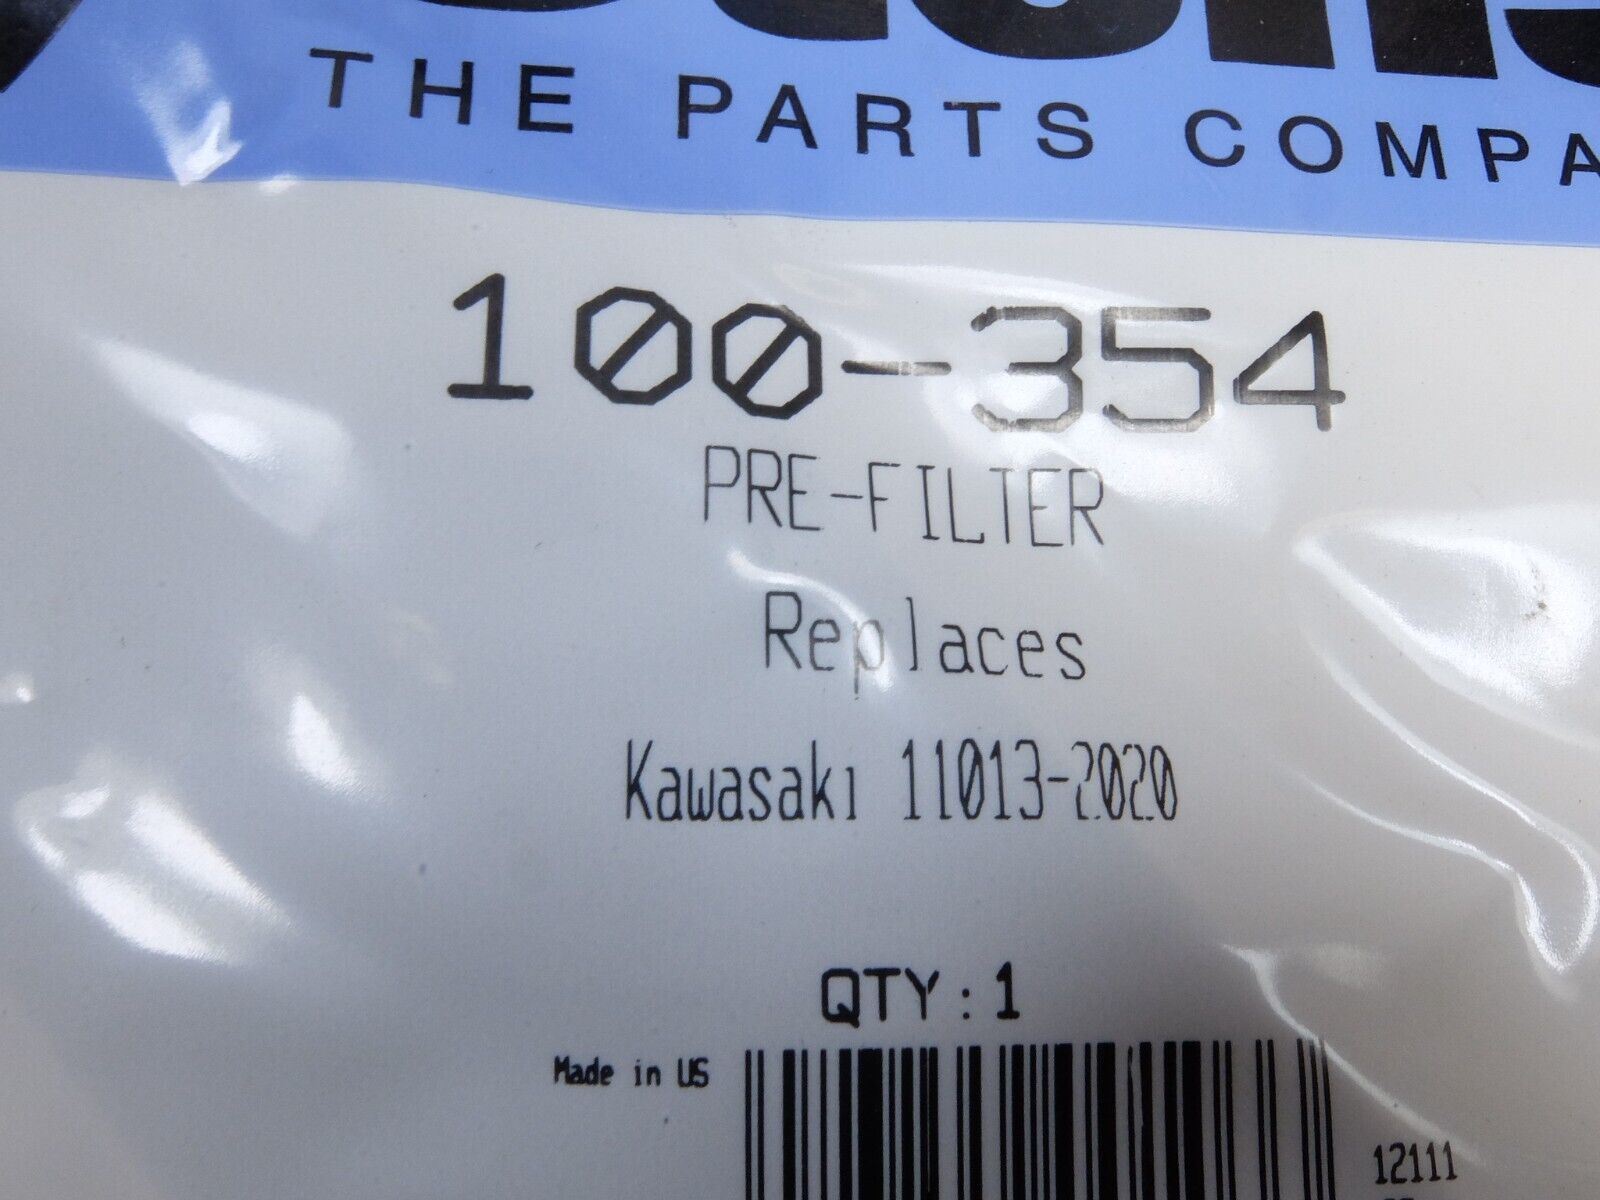 THE PARTS COMPA
100-354
PRE-FILTER
Replaces
Kawasaki 11013-2020
QTY: 1
Made in US
12111